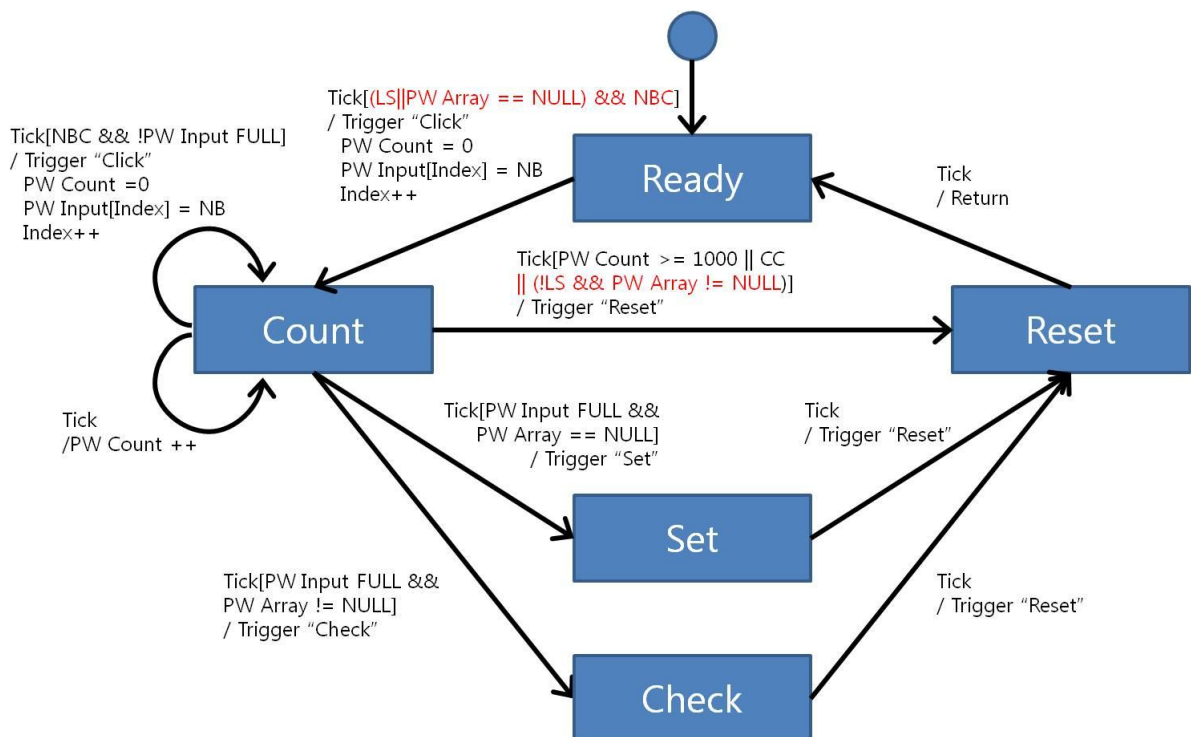 Tick[(LS||PW Array == NULL) && NBC]
/ Trigger “Click”
PW Count = 0
PW Input[Index] = NB
Index++
Tick[NBC && !PW Input FULL]
/ Trigger “Click”
PW Count =0
PW Input[Index] = NB
Index++
Ready
Tick
/ Return
Tick[PW Count >= 1000 || CC
|| (!LS && PW Array != NULL)]
/ Trigger “Reset”
Count
Reset
Tick
/PW Count ++
Tick[PW Input FULL &&
PW Array == NULL]
/ Trigger “Set”
Tick
/ Trigger “Reset”
Set
Tick[PW Input FULL &&
PW Array != NULL]
/ Trigger “Check”
Tick
/ Trigger “Reset”
Check